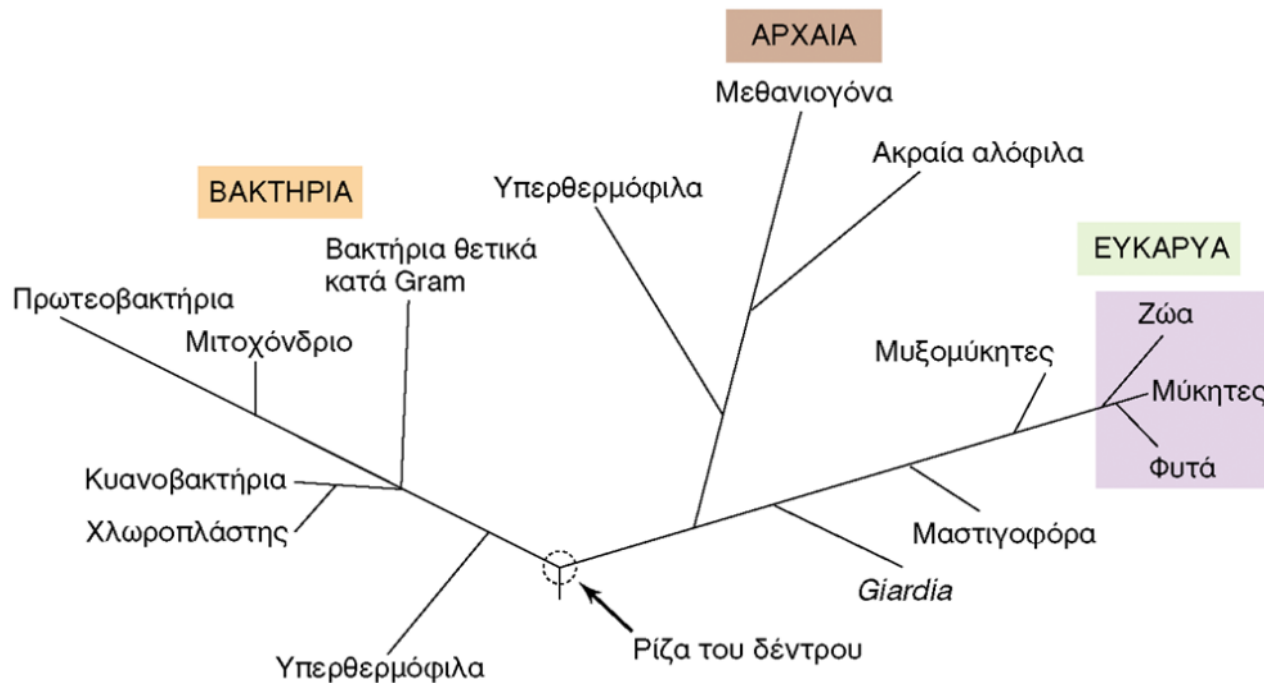 ΑΡΧΑΙΑ
Μεθανιογόνα
Ακραία αλόφιλα
Υπερθερμόφιλα
ΒΑΚΤΗΡΙΑ
Βακτήρια θετικά
κατά Gram
ΕΥΚΑΡΥΑ
Πρωτεοβακτήρια
Μιτοχόνδριο
Ζώα
Μυξομύκητες
Μύκητες
Φυτά
Κυανοβακτήρια
Χλωροπλάστης
Μαστιγοφόρα
Giardia
Ρίζα του δέντρου
Υπερθερμόφιλα